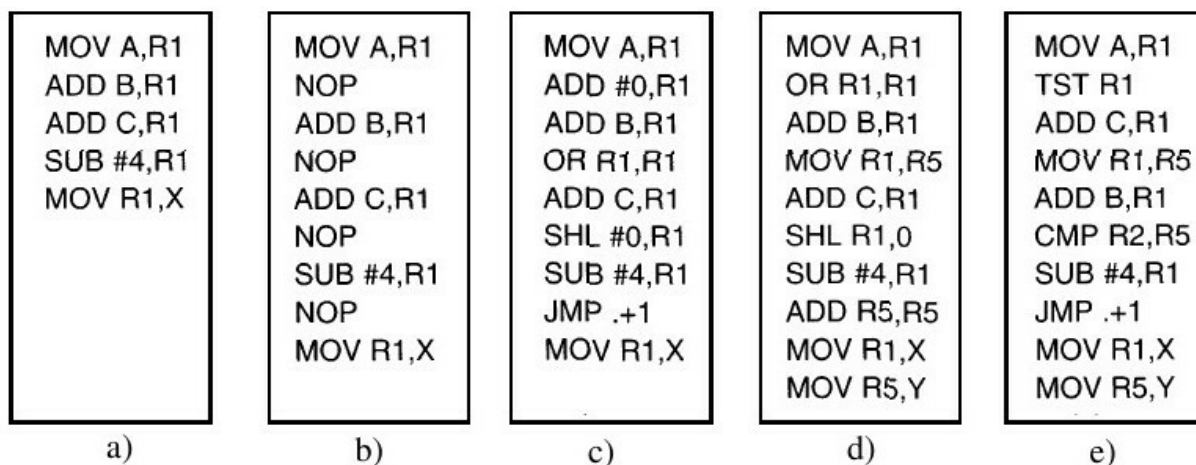 MOV A,R1
ADD B,R1
ADD C,R1
SUB #4,R1
MOV R1,X
a)
MOV A,R1
NOP
ADD B,R1
NOP
ADD C,R1
NOP
SUB #4,R1
NOP
MOV R1,X
b)
MOV A,R1
ADD #0,R1
ADD B,R1
OR R1,R1
ADD C,R1
SHL #0,R1
SUB #4,R1
JMP .+1
MOV R1,X
c)
MOV A,R1
OR R1,R1
ADD B,R1
MOV R1,R5
ADD C,R1
SHL R1,0
SUB #4,R1
ADD R5,R5
MOV R1,X
MOV R5,Y
d)
MOV A,R1
TST R1
ADD C,R1
MOV R1,R5
ADD B,R1
CMP R2,R5
SUB #4,R1
JMP .+1
MOV R1,X
MOV R5,Y
e)